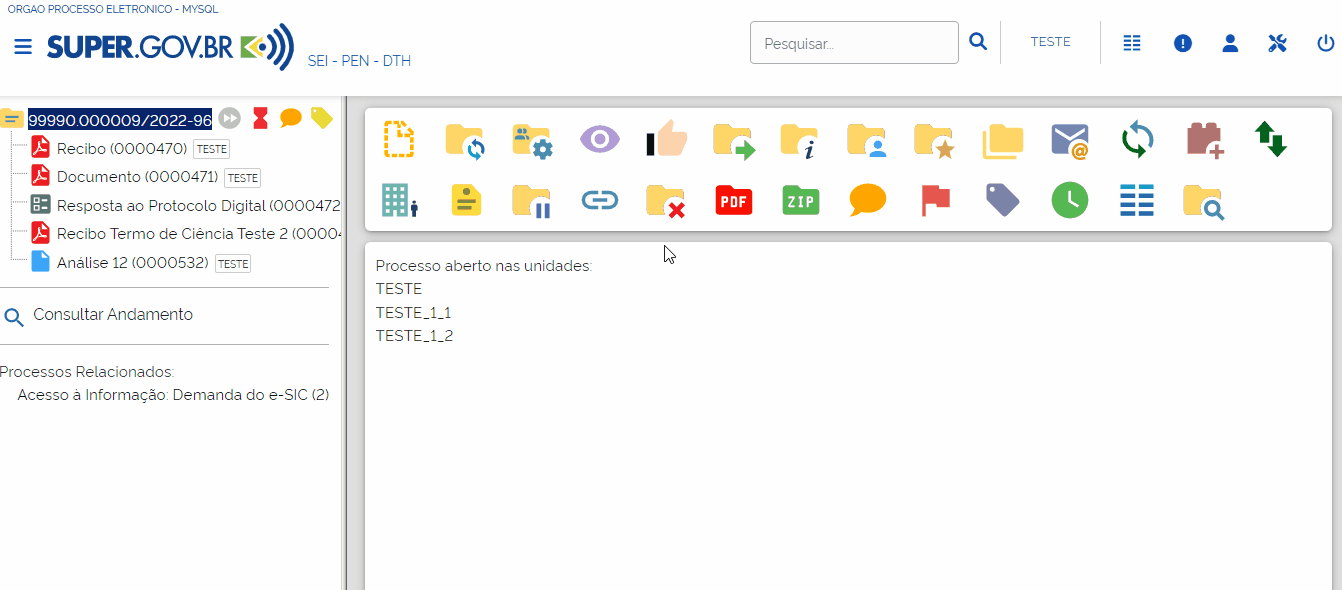 ORGAO PROCESSO ELETRONICO - MYSQL
SUPER.GOV.BR
SEI - PEN - DTH
Pesquisar...
TESTE
99990.000009/2022-96
Recibo (0000470) TESTE
Documento (0000471) TESTE
Resposta ao Protocolo Digital (0000472
Recibo Termo de Ciência Teste 2 (00004
Análise 12 (0000532) TESTE
Consultar Andamento
Processos Relacionados:
Acesso à Informação: Demanda do e-SIC (2)
i
@
PDF
ZIP
Processo aberto nas unidades:
TESTE
TESTE_1_1
TESTE_1_2